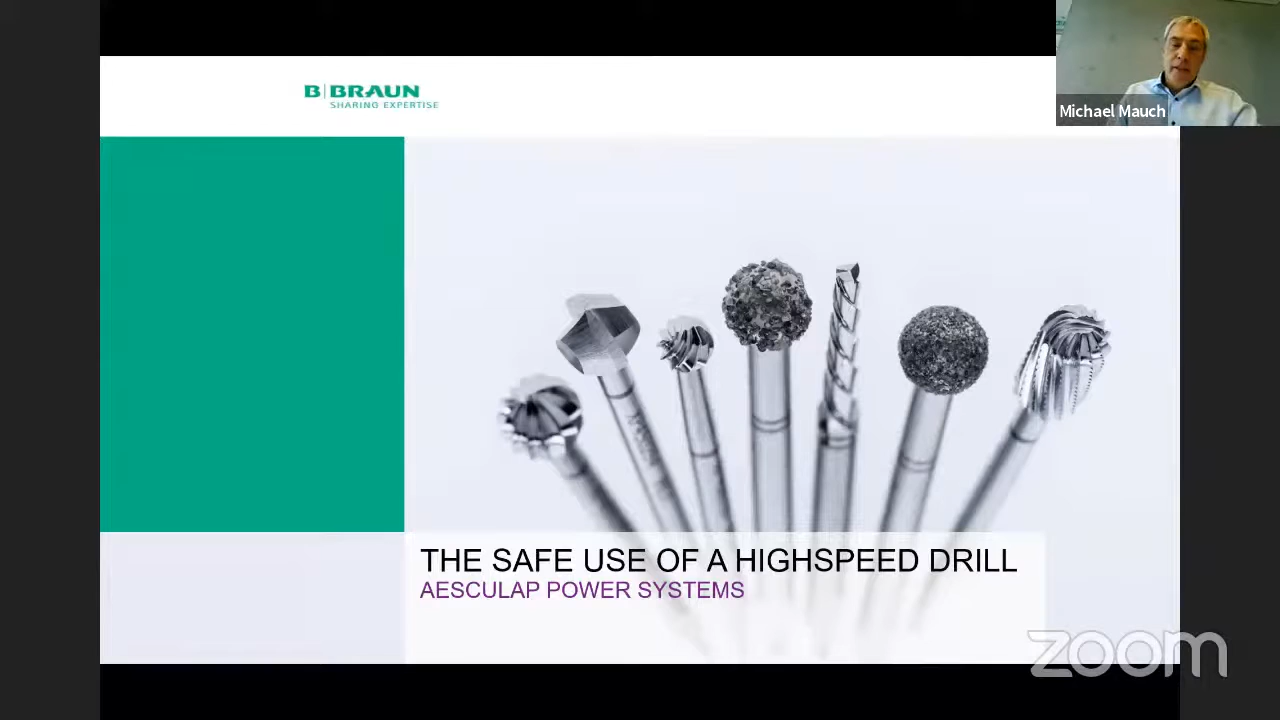 B|BRAUN
SHARING EXPERTISE
Michael Mauch
THE SAFE USE OF A HIGHSPEED DRILL
AESCULAP POWER SYSTEMS
zoom